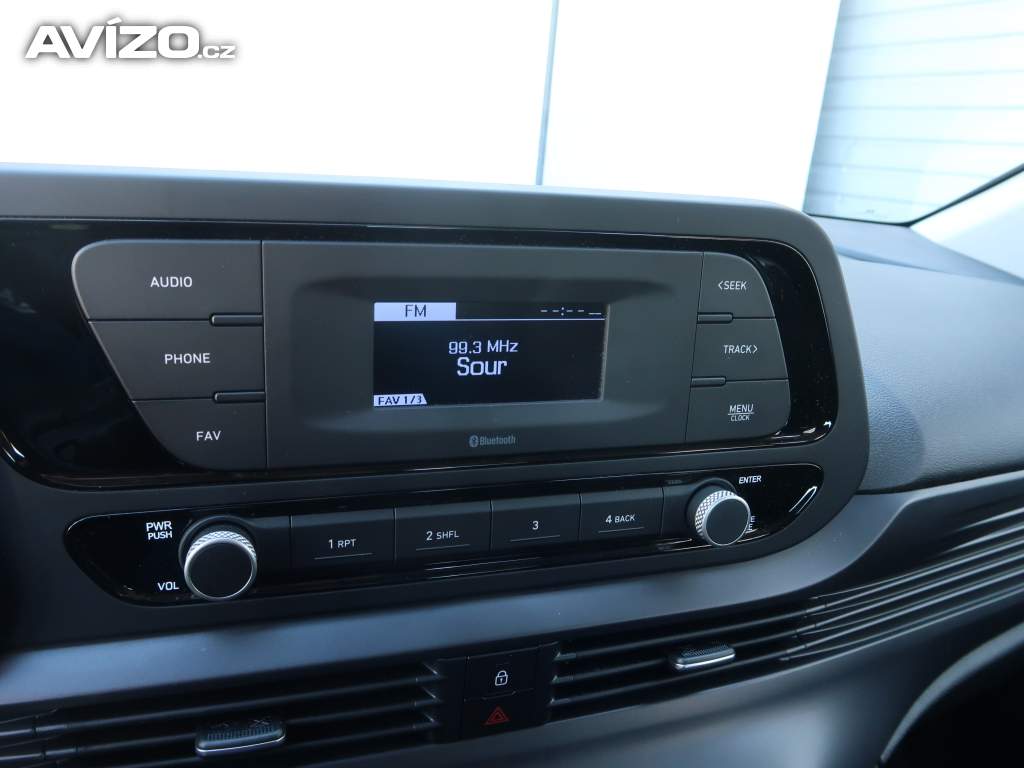 AVÍZO.cz
AUDIO
PHONE
FAV
FM
--:--
99.3 MHz
Sour
FAV 1/3
Bluetooth
<SEEK
TRACK>
MENU
CLOCK
PWR
PUSH
VOL
1 RPT
2 SHFL
3
4 BACK
ENTER